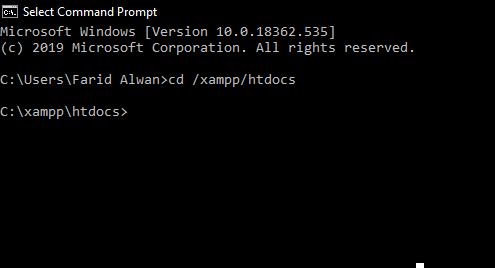 Select Command Prompt
Microsoft Windows [Version 10.0.18362.535]
(c) 2019 Microsoft Corporation. All rights reserved.
C:\Users\Farid Alwan>cd /xampp/htdocs
C:\xampp\htdocs>